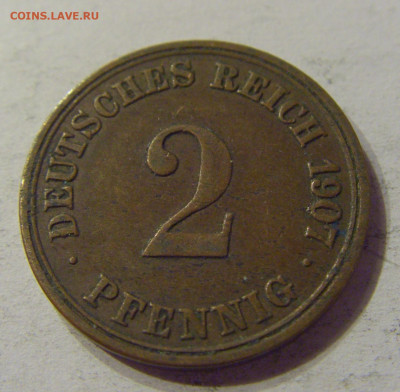 COINS.LAVE.RU
DEUTSCHES REICH 1907
2
PFENNIG